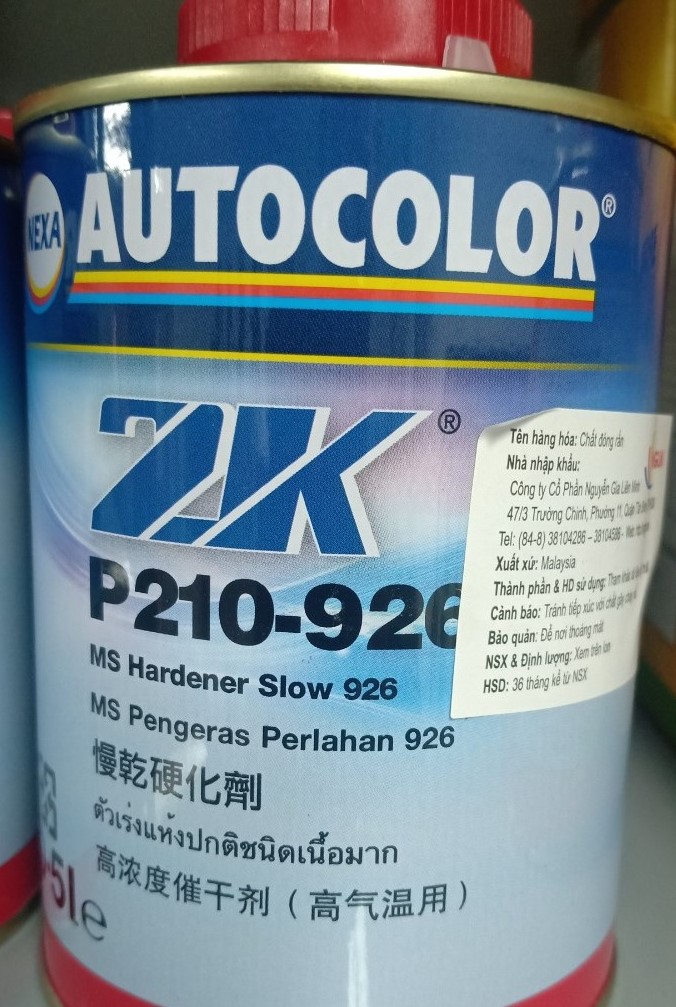 NEXA
AUTOCOLOR®
2K®
P210-926
MS Hardener Slow 926
MS Pengeras Perlahan 926
慢乾硬化劑
ตัวเร่งแห้งปกติชนิดเนื้อมาก
高浓度催干剂（高气温用）
5l e
Tên hàng hóa: Chất đóng rắn
Nhà nhập khẩu:
Công ty Cổ Phần Nguyễn Gia Liên Minh
47/3 Trường Chinh, Phường 11, Quận
Tel: (84-8) 38104286 – 38104586 -
Xuất xứ: Malaysia
Thành phần & HD sử dụng: Tham khảo
Cảnh báo: Tránh tiếp xúc với chất gây cháy
Bảo quản: Để nơi thoáng mát
NSX & Định lượng: Xem trên lon
HSD: 36 tháng kể từ NSX